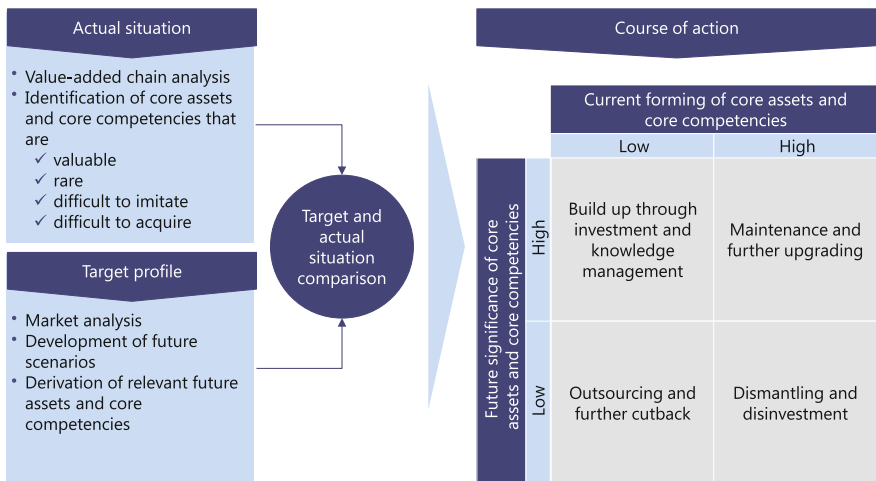 Actual situation
• Value-added chain analysis
• Identification of core assets
and core competencies that
are
✓ valuable
✓ rare
✓ difficult to imitate
✓ difficult to acquire
Target profile
• Market analysis
• Development of future
scenarios
• Derivation of relevant future
assets and core
competencies
Target and
actual
situation
comparison
Course of action
Current forming of core assets and
core competencies
Low
High
Future significance of core
assets and core competencies
High
Build up through
investment and
knowledge
management
Maintenance and
further upgrading
Low
Outsourcing and
further cutback
Dismantling and
disinvestment